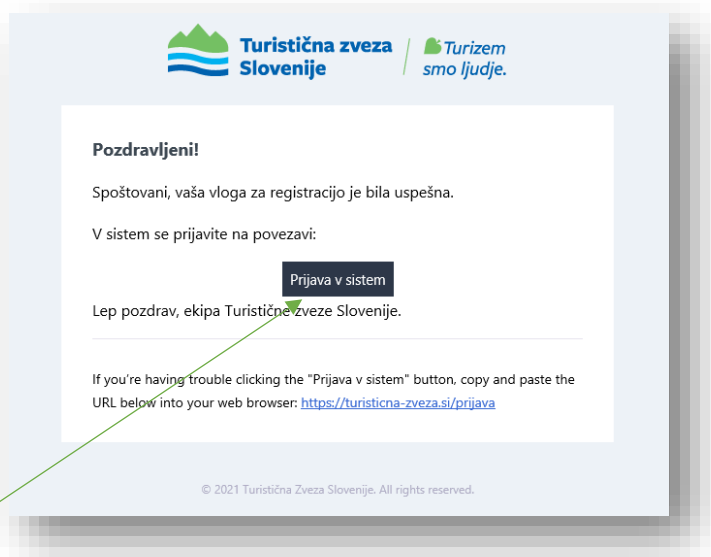 Turistična zveza
Slovenije
Turizem
smo ljudje.
Pozdravljeni!
Spoštovani, vaša vloga za registracijo je bila uspešna.
V sistem se prijavite na povezavi:
Prijava v sistem
Lep pozdrav, ekipa Turistične zveze Slovenije.
If you're having trouble clicking the "Prijava v sistem" button, copy and paste the
URL below into your web browser: https://turisticna-zveza.si/prijava
© 2021 Turistična Zveza Slovenije. All rights reserved.